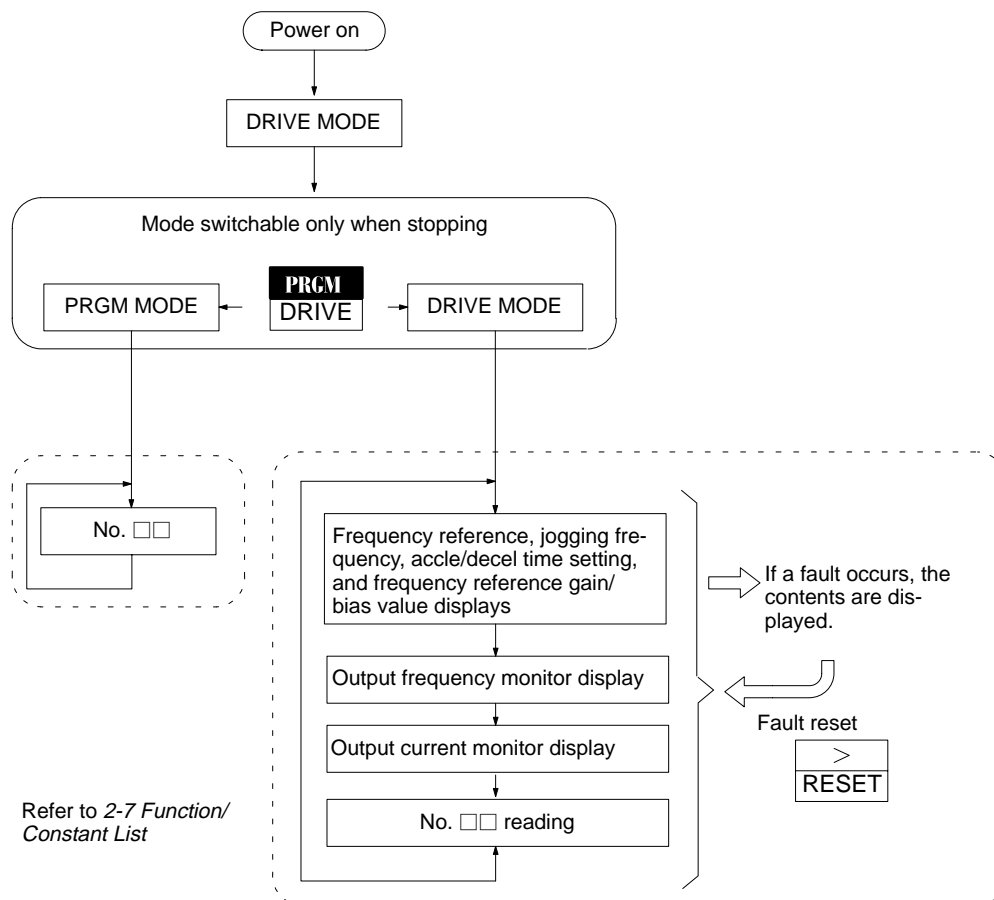 Power on
DRIVE MODE
Mode switchable only when stopping
PRGM MODE
PRGM
DRIVE
DRIVE MODE
No. □□
Frequency reference, jogging fre-
quency, accle/decel time setting,
and frequency reference gain/
bias value displays
Output frequency monitor display
Output current monitor display
No. □□ reading
If a fault occurs, the
contents are dis-
played.
Fault reset
>
RESET
Refer to 2-7 Function/
Constant List